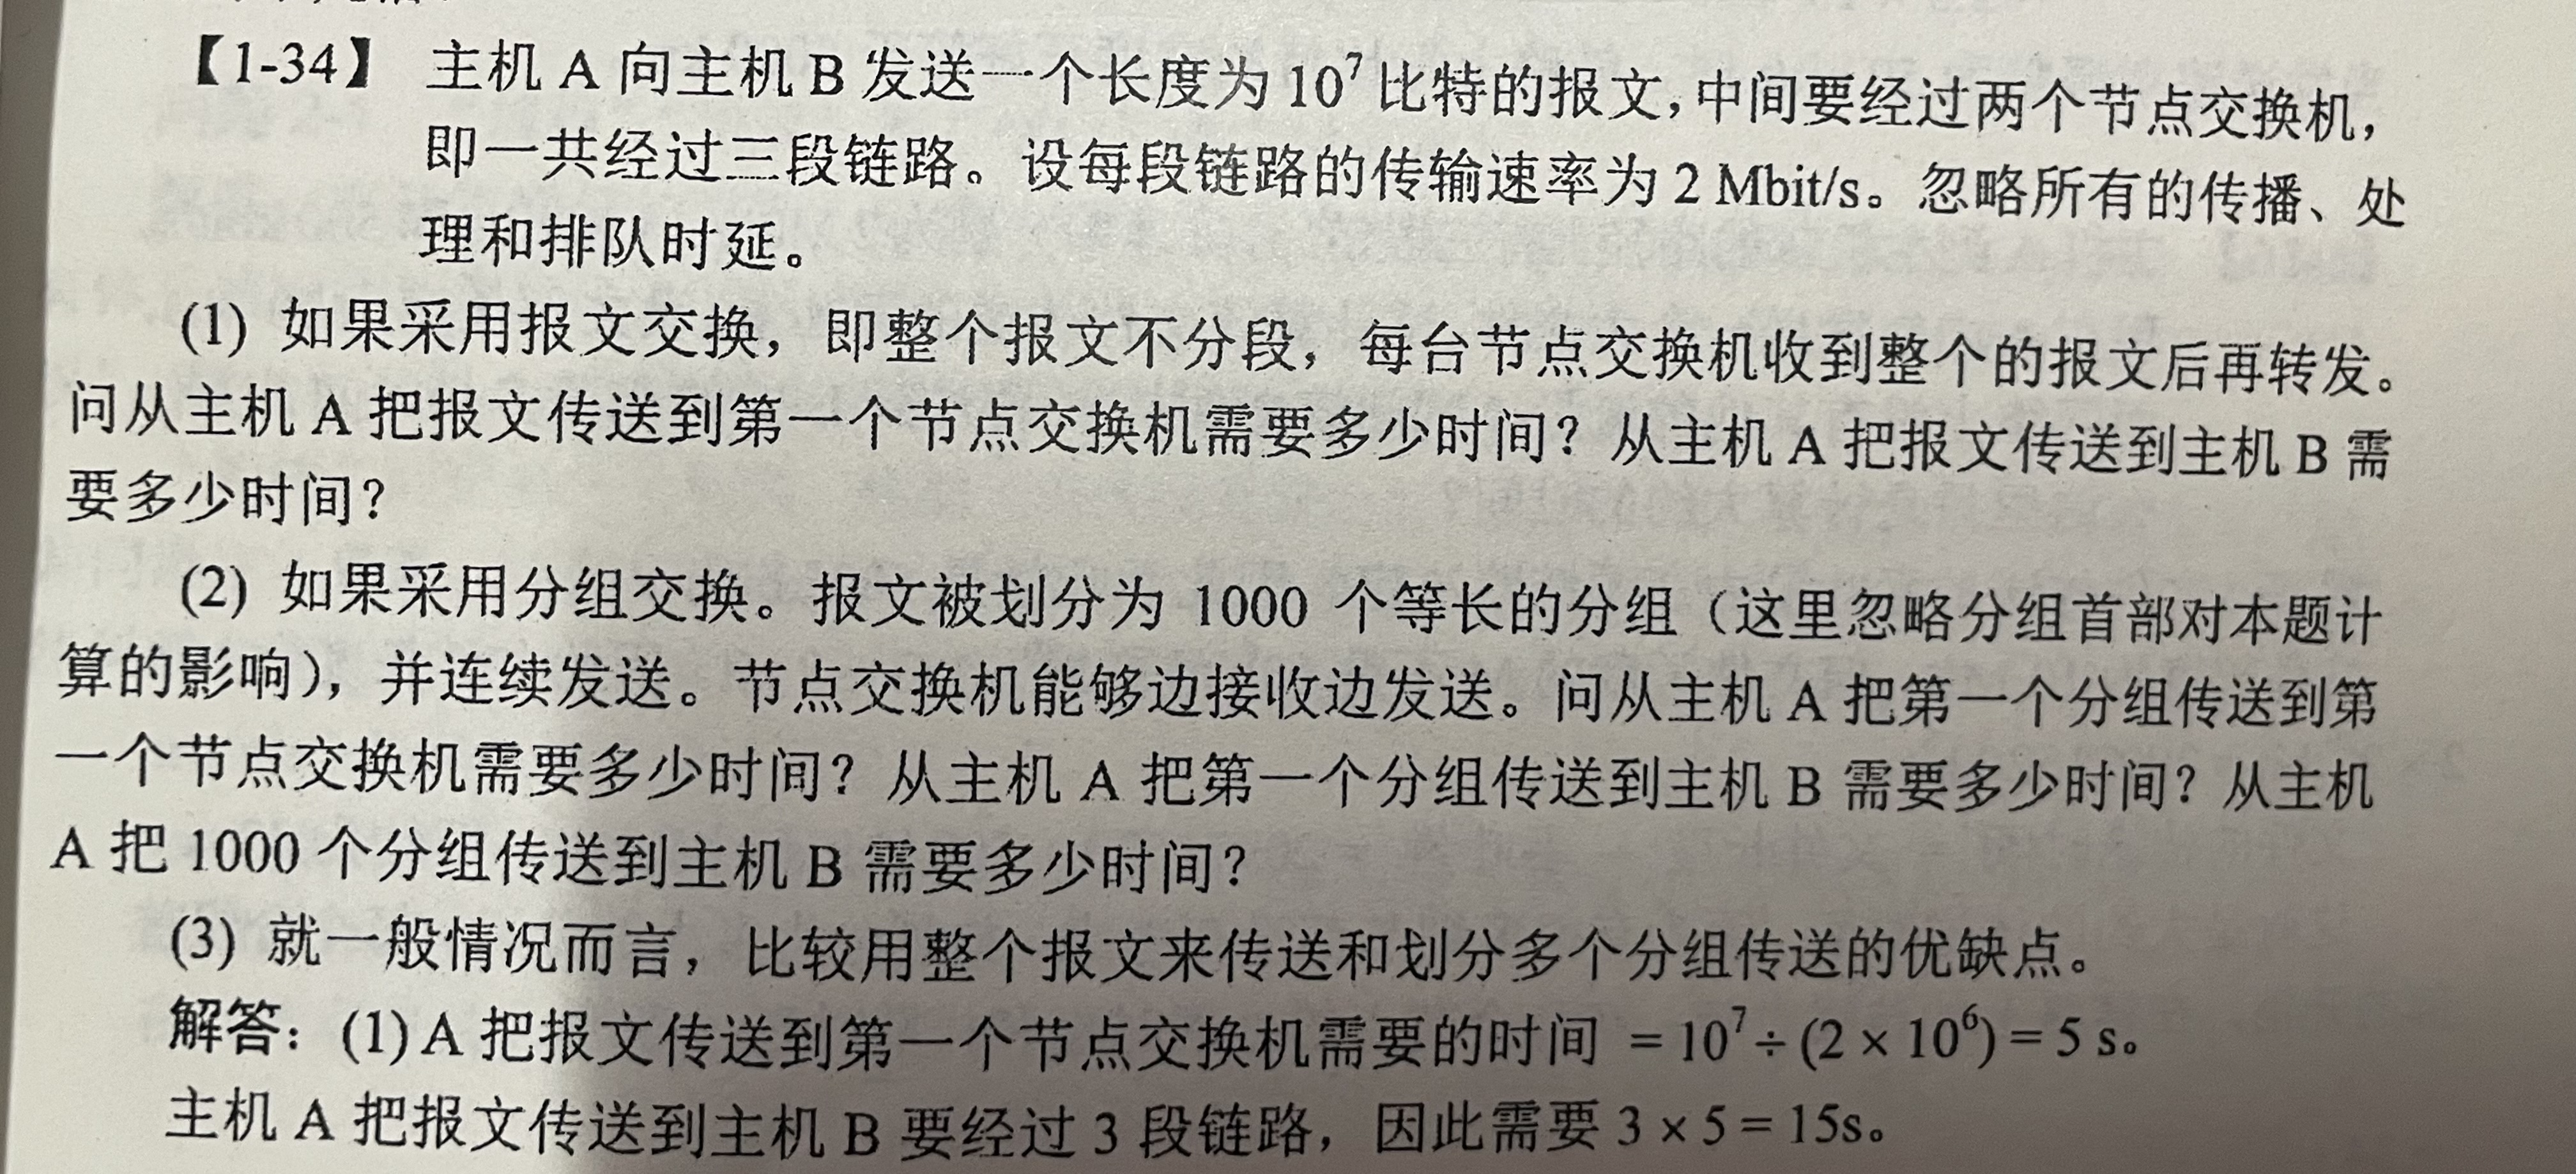 【1-34】 主机 A 向主机 B 发送一个长度为 10⁷ 比特的报文，中间要经过两个节点交换机，
即一共经过三段链路。设每段链路的传输速率为 2 Mbit/s。忽略所有的传播、处
理和排队时延。
(1) 如果采用报文交换，即整个报文不分段，每台节点交换机收到整个的报文后再转发。
问从主机 A 把报文传送到第一个节点交换机需要多少时间？从主机 A 把报文传送到主机 B 需
要多少时间？
(2) 如果采用分组交换。报文被划分为 1000 个等长的分组（这里忽略分组首部对本题计
算的影响），并连续发送。节点交换机能够边接收边发送。问从主机 A 把第一个分组传送到第
一个节点交换机需要多少时间？从主机 A 把第一个分组传送到主机 B 需要多少时间？从主机
A 把 1000 个分组传送到主机 B 需要多少时间？
(3) 就一般情况而言，比较用整个报文来传送和划分多个分组传送的优缺点。
解答：(1) A 把报文传送到第一个节点交换机需要的时间 = 10⁷ ÷ (2 × 10⁶) = 5 s。
主机 A 把报文传送到主机 B 要经过 3 段链路，因此需要 3 × 5 = 15s。